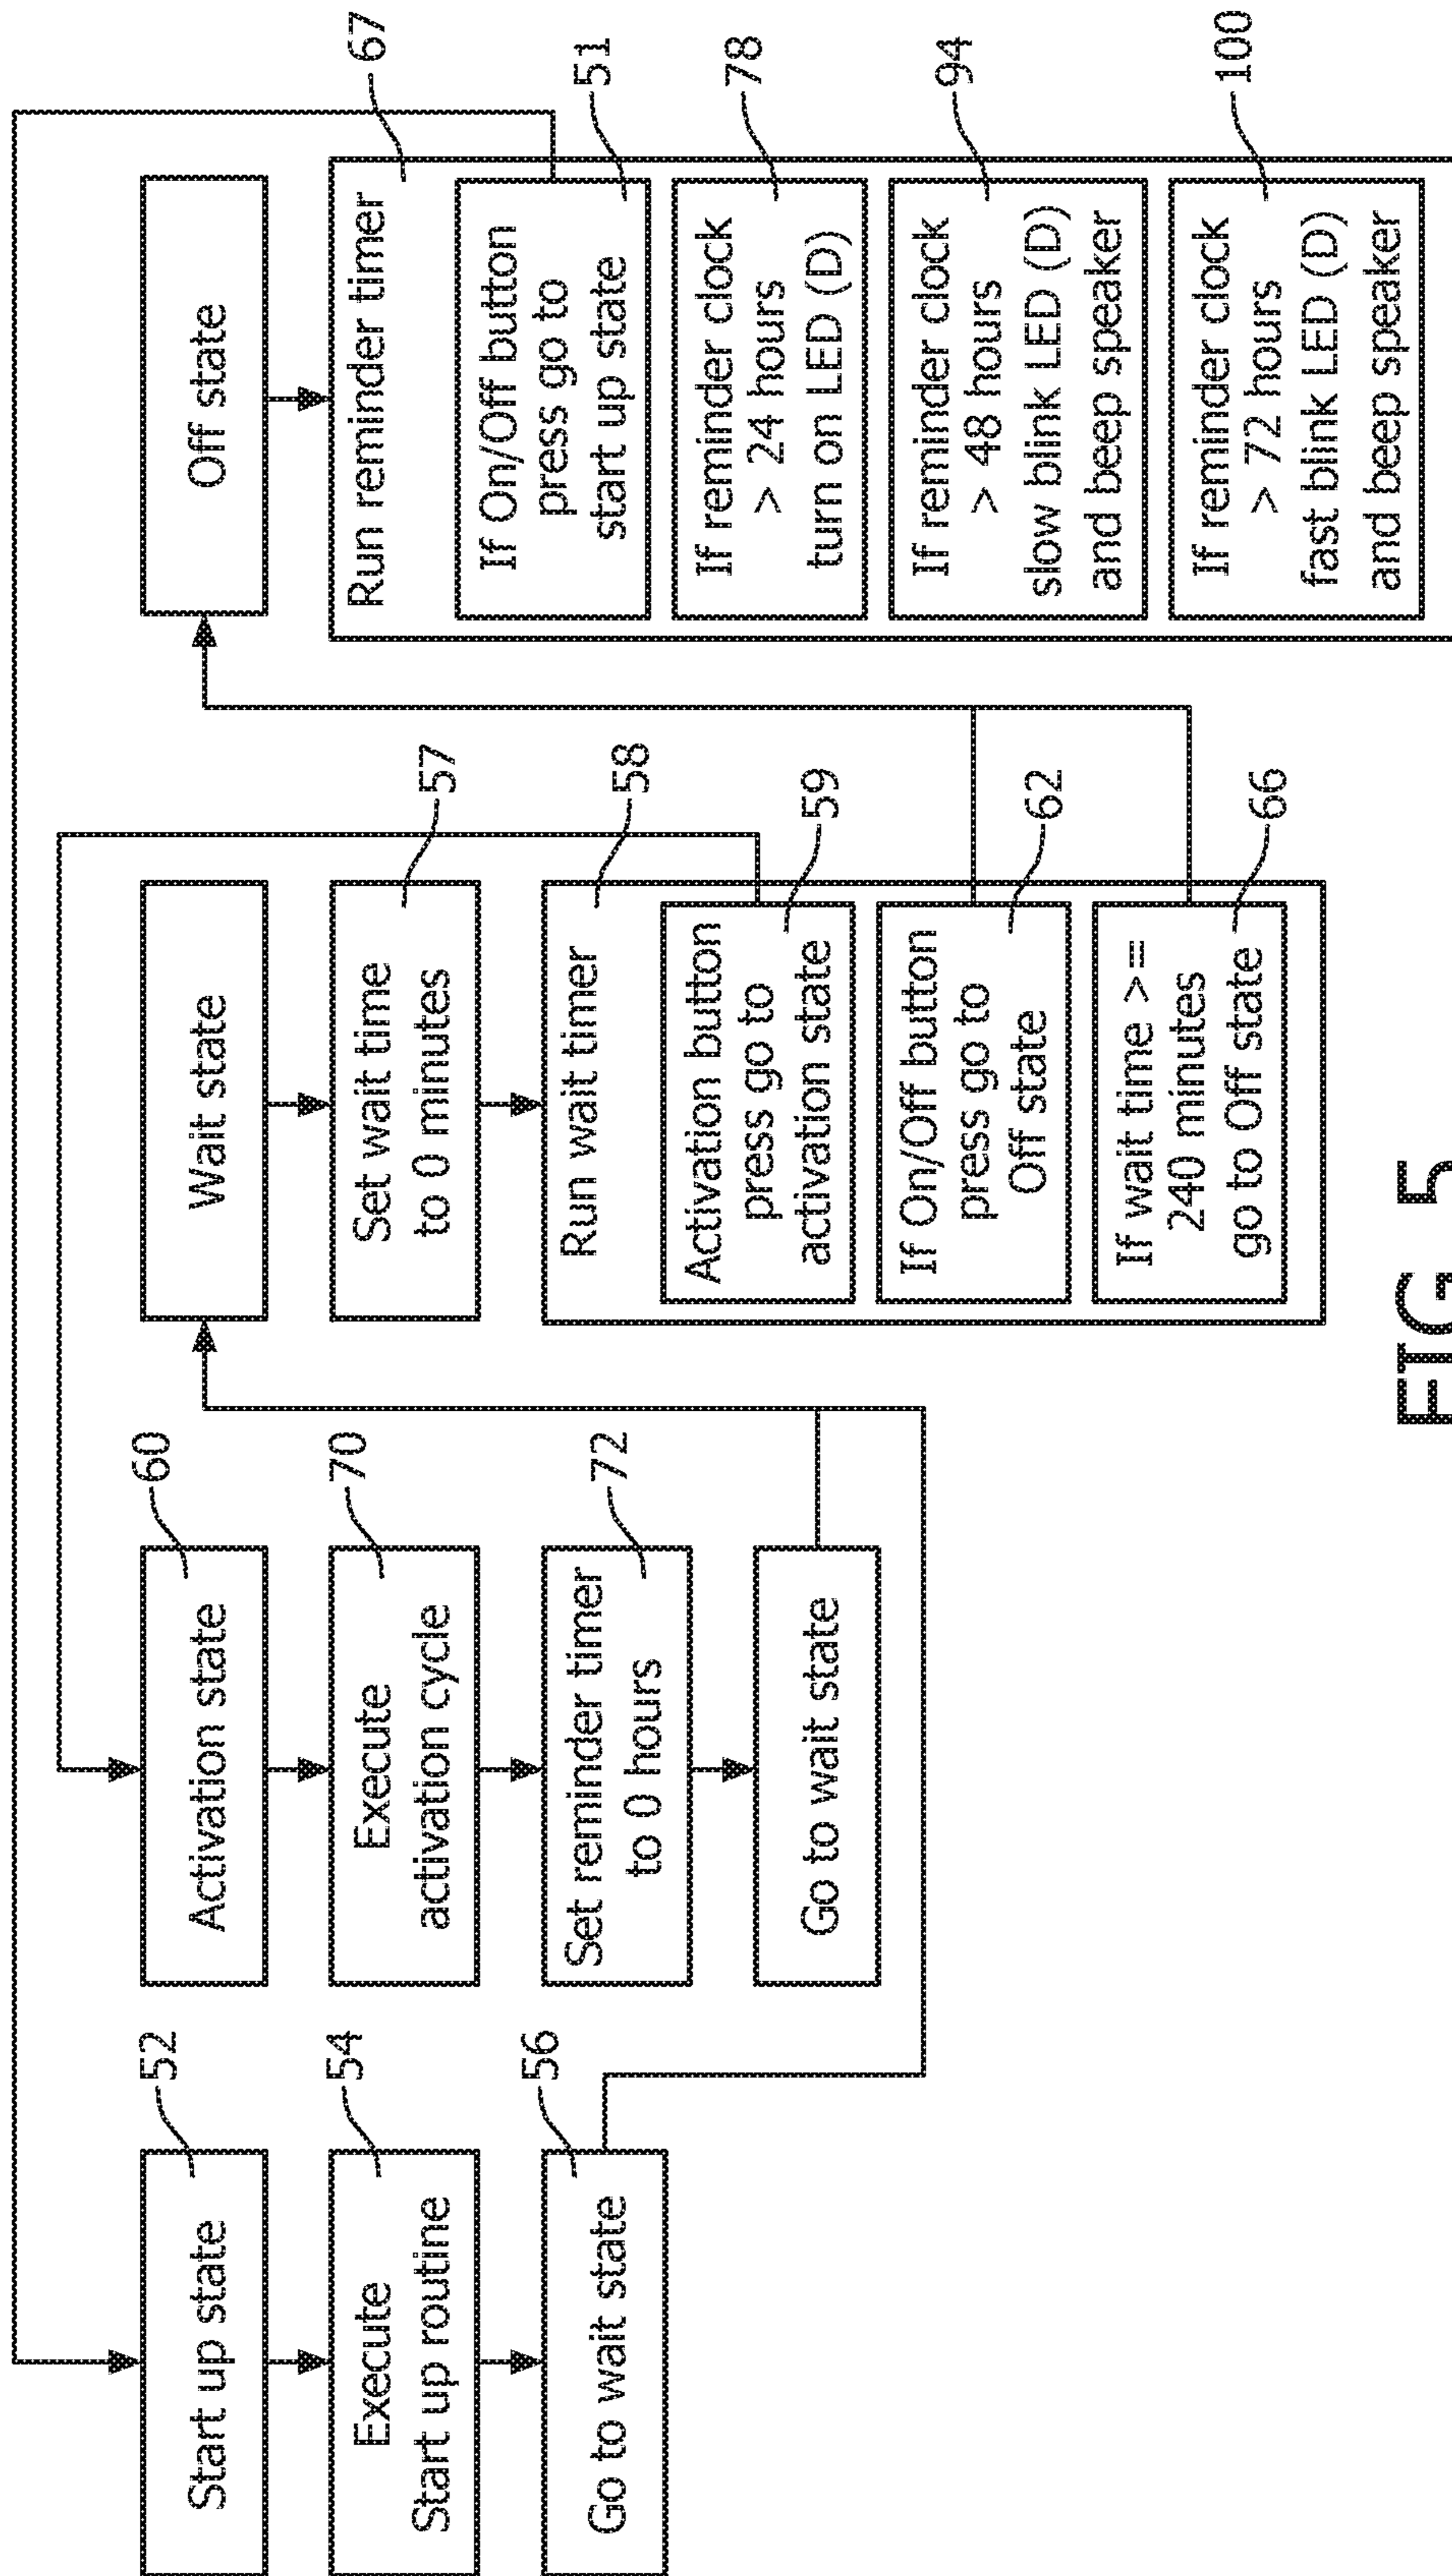 Start up state
52
Execute
Start up routine
54
Go to wait state
56
Activation state
60
Execute
activation cycle
70
Set reminder timer
to 0 hours
72
Go to wait state
Wait state
Set wait time
to 0 minutes
57
Run wait timer
58
Activation button
press go to
activation state
59
If On/Off button
press go to
Off state
62
If wait time >=
240 minutes
go to Off state
66
Off state
Run reminder timer
67
If On/Off button
press go to
start up state
51
If reminder clock
> 24 hours
turn on LED (D)
78
If reminder clock
> 48 hours
slow blink LED (D)
and beep speaker
94
If reminder clock
> 72 hours
fast blink LED (D)
and beep speaker
100
FIG 5